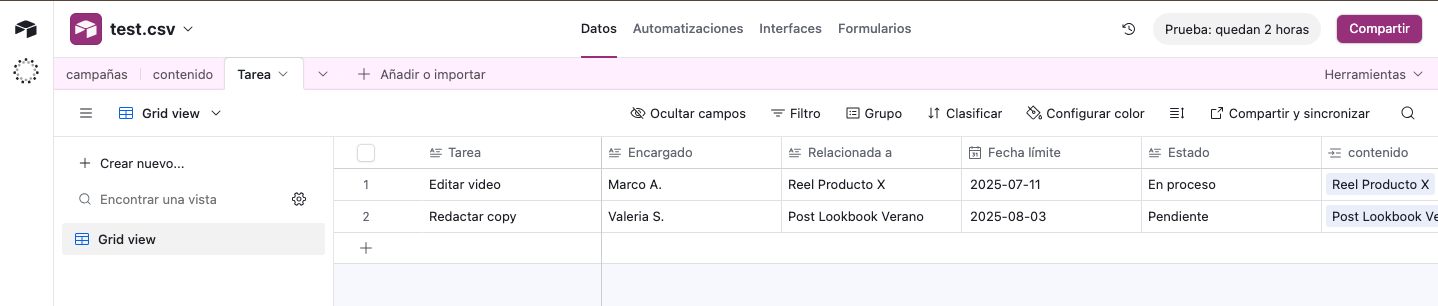 test.csv
Datos Automatizaciones Interfaces Formularios
Prueba: quedan 2 horas
Compartir
campañas contenido Tarea Añadir o importar Herramientas
Grid view Ocultar campos Filtro Grupo Clasificar Configurar color Compartir y sincronizar
Crear nuevo...
Encontrar una vista
Grid view
Tarea Encargado Relacionada a 31 Fecha límite Estado contenido
1 Editar video Marco A. Reel Producto X 2025-07-11 En proceso Reel Producto X
2 Redactar copy Valeria S. Post Lookbook Verano 2025-08-03 Pendiente Post Lookbook Ve